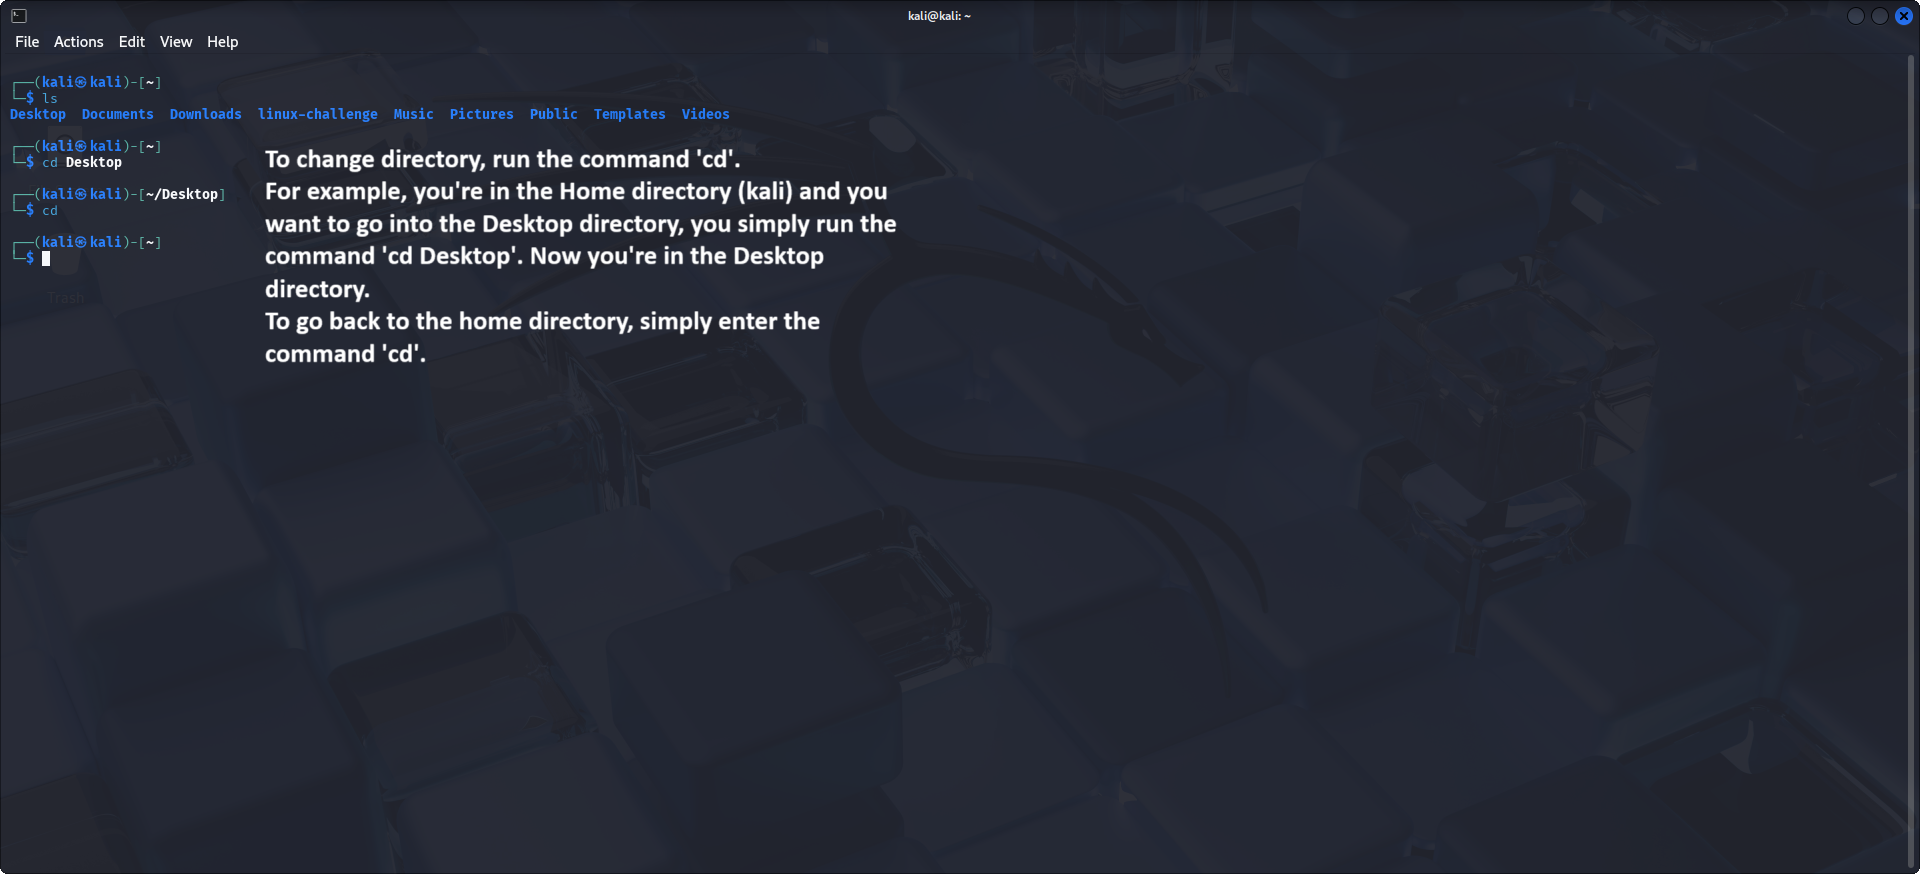 kali@kali: ~
File Actions Edit View Help
┌──(kali㉿kali)-[~]
└─$ ls
Desktop Documents Downloads linux-challenge Music Pictures Public Templates Videos
┌──(kali㉿kali)-[~]
└─$ cd Desktop
┌──(kali㉿kali)-[~/Desktop]
└─$ cd
┌──(kali㉿kali)-[~]
└─$
To change directory, run the command 'cd'.
For example, you're in the Home directory (kali) and you
want to go into the Desktop directory, you simply run the
command 'cd Desktop'. Now you're in the Desktop
directory.
To go back to the home directory, simply enter the
command 'cd'.
Trash